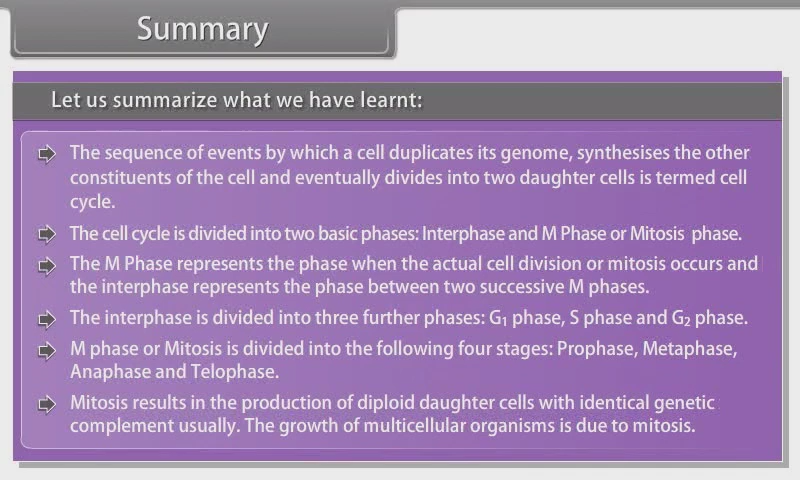 Summary
Let us summarize what we have learnt:
The sequence of events by which a cell duplicates its genome, synthesises the other
constituents of the cell and eventually divides into two daughter cells is termed cell
cycle.
The cell cycle is divided into two basic phases: Interphase and M Phase or Mitosis phase.
The M Phase represents the phase when the actual cell division or mitosis occurs and
the interphase represents the phase between two successive M phases.
The interphase is divided into three further phases: G₁ phase, S phase and G₂ phase.
M phase or Mitosis is divided into the following four stages: Prophase, Metaphase,
Anaphase and Telophase.
Mitosis results in the production of diploid daughter cells with identical genetic
complement usually. The growth of multicellular organisms is due to mitosis.